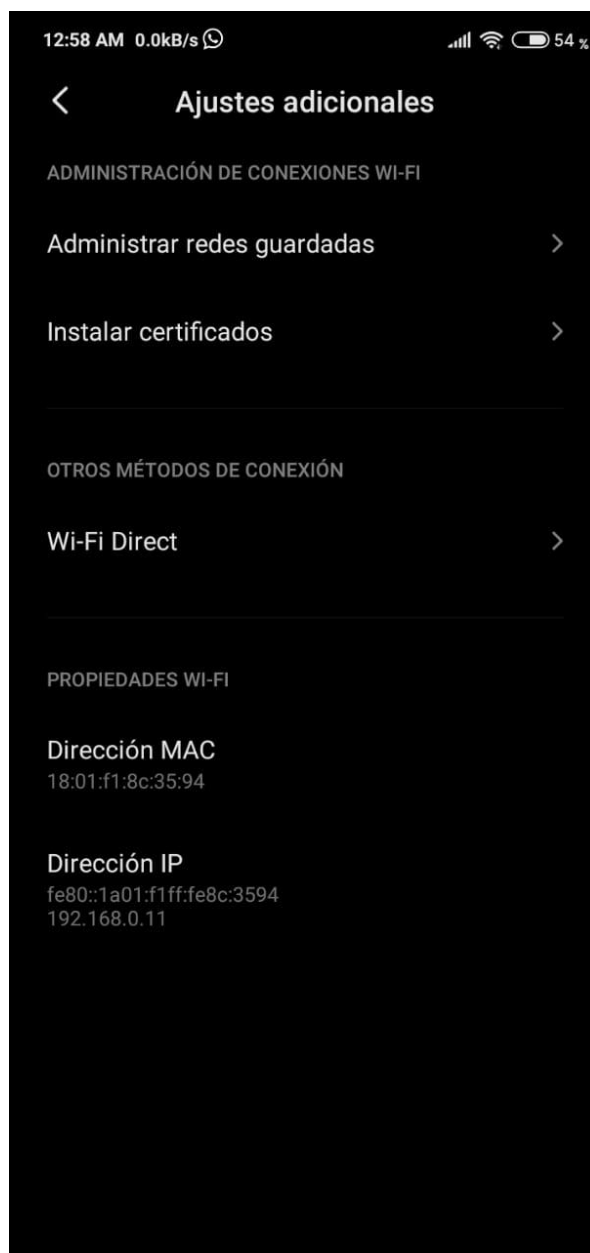 12:58 AM 0.0kB/s 54 %
Ajustes adicionales
ADMINISTRACIÓN DE CONEXIONES WI-FI
Administrar redes guardadas
Instalar certificados
OTROS MÉTODOS DE CONEXIÓN
Wi-Fi Direct
PROPIEDADES WI-FI
Dirección MAC
18:01:f1:8c:35:94
Dirección IP
fe80::1a01:f1ff:fe8c:3594
192.168.0.11